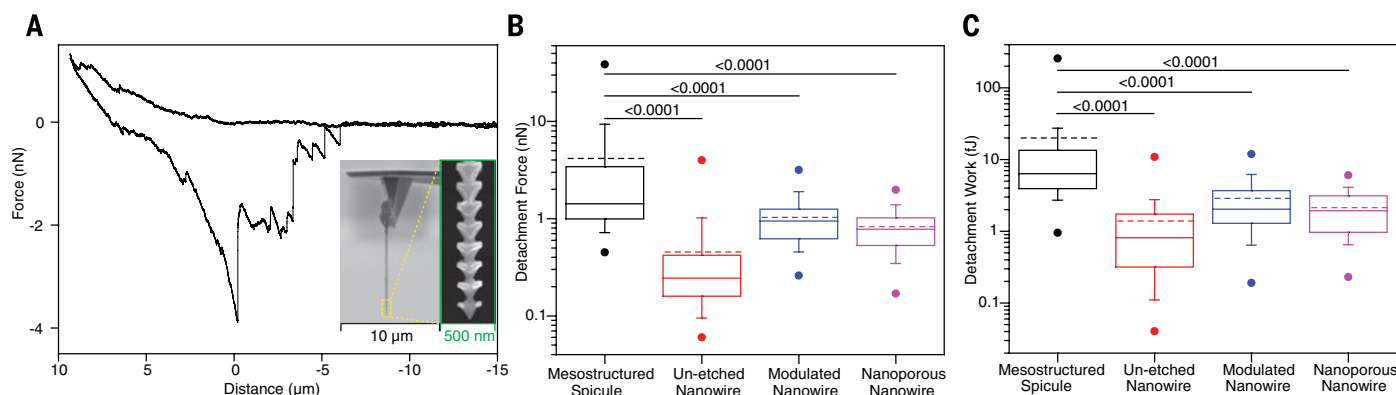 A
Force (nN)
0
-2
-4
10
5
0
-5
-10
-15
Distance (µm)
10 µm
500 nm
B
Detachment Force (nN)
10
1
0.1
<0.0001
<0.0001
<0.0001
Mesostructured
Spicule
Un-etched
Nanowire
Modulated
Nanowire
Nanoporous
Nanowire
C
Detachment Work (fJ)
100
10
1
0.1
<0.0001
<0.0001
<0.0001
Mesostructured
Spicule
Un-etched
Nanowire
Modulated
Nanowire
Nanoporous
Nanowire